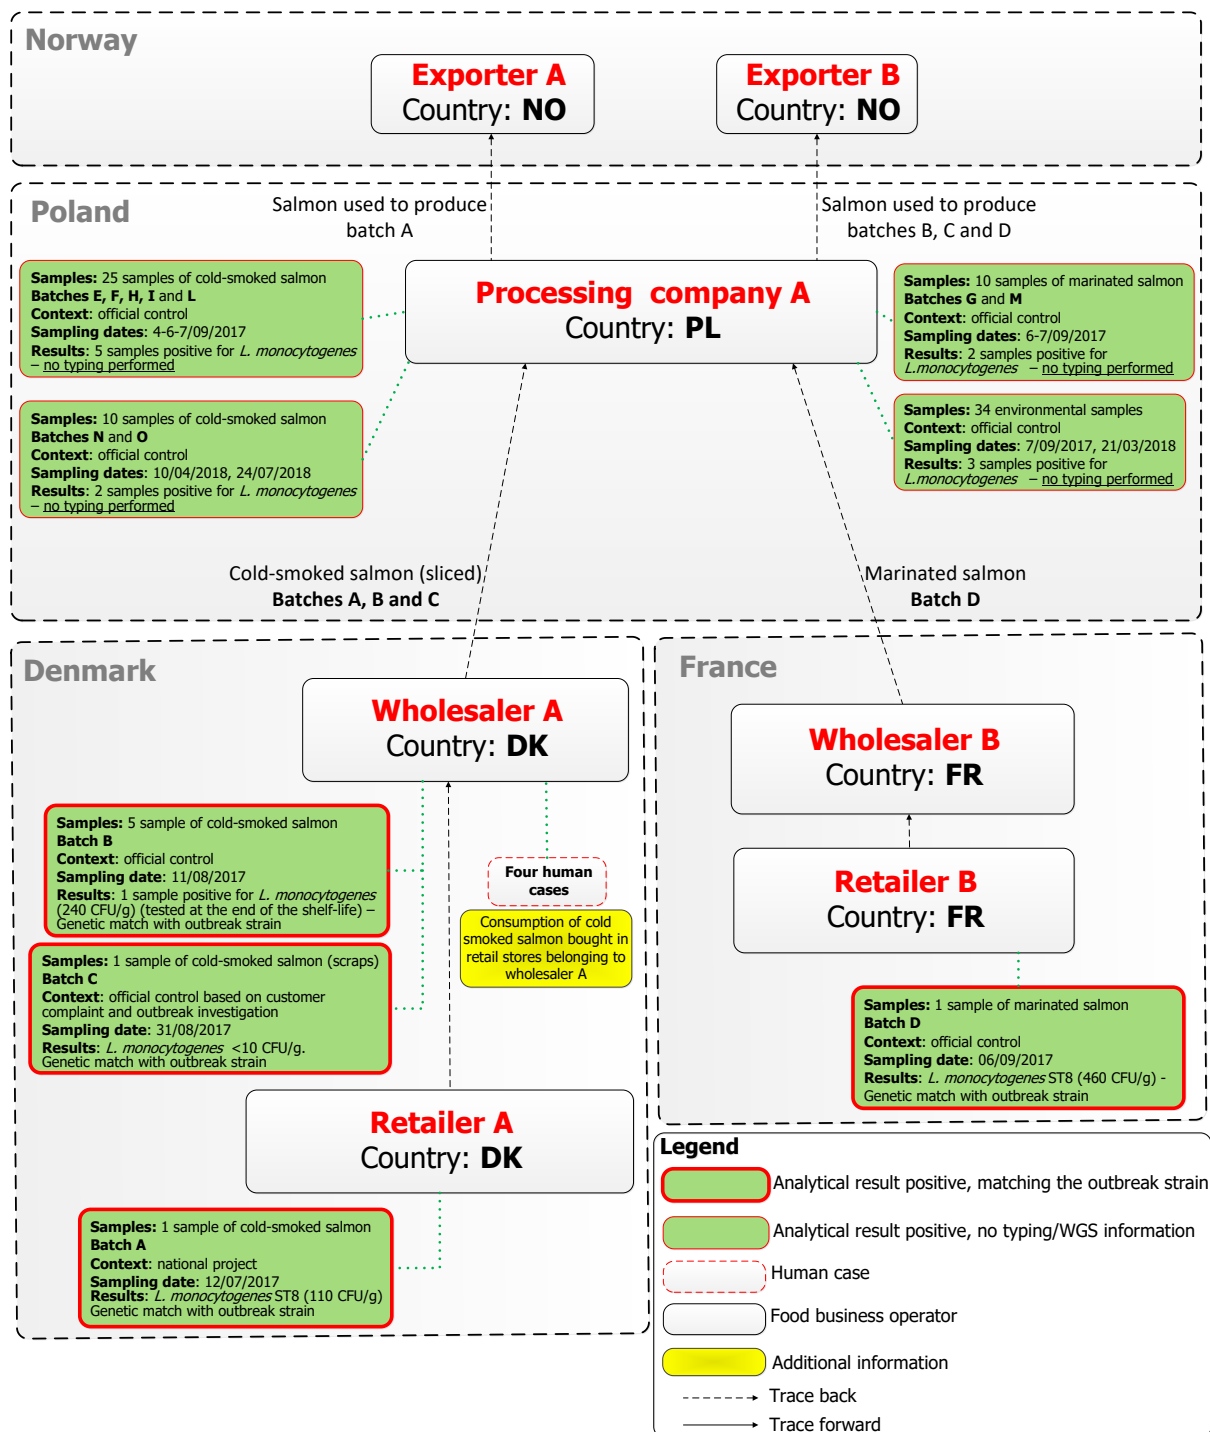 Norway
Exporter A
Country: NO
Exporter B
Country: NO
Poland
Salmon used to produce
batch A
Salmon used to produce
batches B, C and D
Samples: 25 samples of cold-smoked salmon
Batches E, F, H, I and L
Context: official control
Sampling dates: 4-6-7/09/2017
Results: 5 samples positive for L. monocytogenes
– no typing performed
Processing company A
Country: PL
Samples: 10 samples of marinated salmon
Batches G and M
Context: official control
Sampling dates: 6-7/09/2017
Results: 2 samples positive for
L.monocytogenes – no typing performed
Samples: 10 samples of cold-smoked salmon
Batches N and O
Context: official control
Sampling dates: 10/04/2018, 24/07/2018
Results: 2 samples positive for L. monocytogenes
– no typing performed
Samples: 34 environmental samples
Context: official control
Sampling dates: 7/09/2017, 21/03/2018
Results: 3 samples positive for
L.monocytogenes – no typing performed
Cold-smoked salmon (sliced)
Batches A, B and C
Marinated salmon
Batch D
Denmark
Wholesaler A
Country: DK
Samples: 5 sample of cold-smoked salmon
Batch B
Context: official control
Sampling date: 11/08/2017
Results: 1 sample positive for L. monocytogenes
(240 CFU/g) (tested at the end of the shelf-life) –
Genetic match with outbreak strain
Four human
cases
Consumption of cold
smoked salmon bought in
retail stores belonging to
wholesaler A
Samples: 1 sample of cold-smoked salmon (scraps)
Batch C
Context: official control based on customer
complaint and outbreak investigation
Sampling date: 31/08/2017
Results: L. monocytogenes <10 CFU/g.
Genetic match with outbreak strain
Retailer A
Country: DK
Samples: 1 sample of cold-smoked salmon
Batch A
Context: national project
Sampling date: 12/07/2017
Results: L. monocytogenes ST8 (110 CFU/g)
Genetic match with outbreak strain
France
Wholesaler B
Country: FR
Retailer B
Country: FR
Samples: 1 sample of marinated salmon
Batch D
Context: official control
Sampling date: 06/09/2017
Results: L. monocytogenes ST8 (460 CFU/g) -
Genetic match with outbreak strain
Legend
Analytical result positive, matching the outbreak strain
Analytical result positive, no typing/WGS information
Human case
Food business operator
Additional information
Trace back
Trace forward